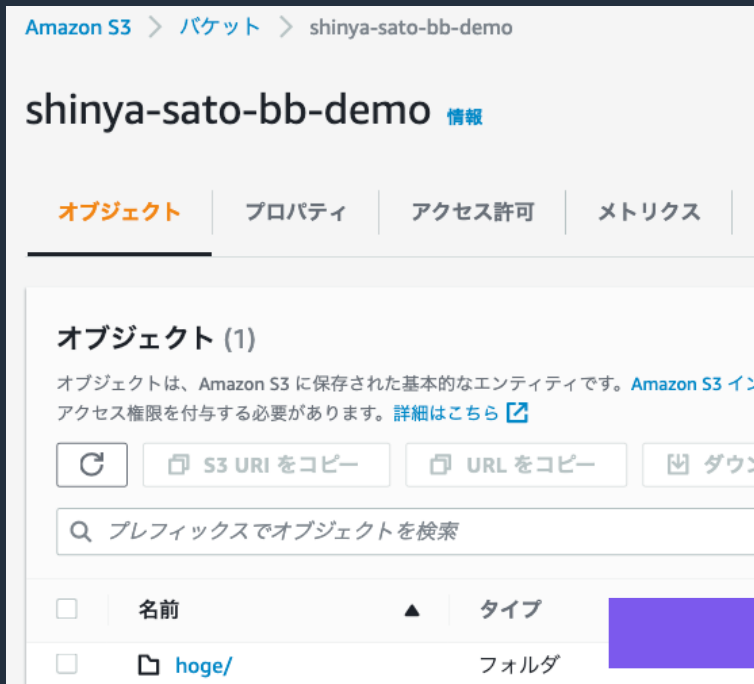 Amazon S3 > バケット > shinya-sato-bb-demo
shinya-sato-bb-demo 情報
オブジェクト プロパティ アクセス許可 メトリクス
オブジェクト (1)
オブジェクトは、Amazon S3 に保存された基本的なエンティティです。Amazon S3 イン
アクセス権限を付与する必要があります。詳細はこちら
S3 URI をコピー URL をコピー ダウン
プレフィックスでオブジェクトを検索
名前 ▲ タイプ
hoge/ フォルダ